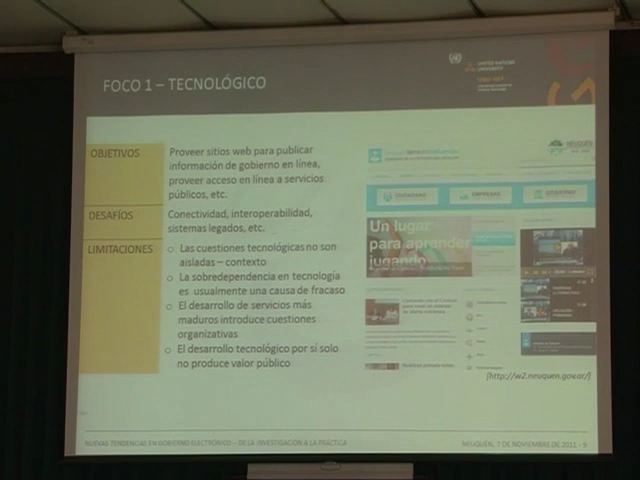 FOCO 1 – TECNOLÓGICO
UNITED NATIONS
UNIVERSITY
OBJETIVOS
Proveer sitios web para publicar
información de gobierno en línea,
proveer acceso en línea a servicios
públicos, etc.
DESAFÍOS
Conectividad, interoperabilidad,
sistemas legados, etc.
LIMITACIONES
o Las cuestiones tecnológicas no son
aisladas – contexto
o La sobredependencia en tecnología
es usualmente una causa de fracaso
o El desarrollo de servicios más
maduros introduce cuestiones
organizativas
o El desarrollo tecnológico por sí solo
no produce valor público
NEUQUÉN
CIUDADANO
EMPRESAS
GOBIERNO
Un lugar
para aprender
jugando
[http://w2.neuquen.gov.ar/]
NUEVAS TENDENCIAS EN GOBIERNO ELECTRÓNICO – DE LA INVESTIGACION A LA PRÁCTICA
NEUQUÉN, 7 DE NOVIEMBRE DE 2011 - 9